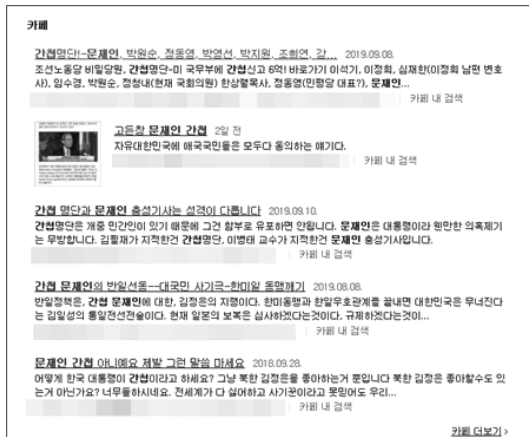 카페
간첩명단!-문재인, 박원순, 정동영, 박영선, 박지원, 조희연, 강... 2019.09.08.
조선노동당 비밀당원, 간첩명단-미 국무부에 간첩신고 6억! 바로가기 이석기, 이정희, 심재환(이정희 남편 변호
사), 임수경, 박원순, 정청내(현재 국회의원) 한상렬목사, 정동영(민평당 대표?), 문재인...
카페 내 검색
고든창 문재인 간첩 2일 전
자유대한민국에 애국국민들은 모두다 동의하는 얘기다.
카페 내 검색
간첩 명단과 문재인 충성기사는 성격이 다릅니다 2019.09.10.
간첩명단은 개중 민간인이 있기 때문에 그건 함부로 유포하면 안됩니다. 문재인은 대통령이라 웬만한 의혹제기
는 무방합니다. 김필재가 지적한건 간첩명단, 이병태 교수가 지적한건 문재인 충성기사입니다.
카페 내 검색
간첩 문재인의 반일선동--대국민 사기극-한미일 동맹깨기 2019.08.08.
반일정책은, 간첩 문재인에 대한, 김정은의 지령이다. 한미동맹과 한일우호관계를 끝내면 대한민국은 무너진다
는 김일성의 통일전선전술이다. 현재 일본의 보복은 심사하겠다는것이다, 규제하겠다는것이...
카페 내 검색
문재인 간첩 아니예요 제발 그런 말씀 마세요 2018.09.28.
어떻게 한국 대통령이 간첩이라고 하세요? 그냥 북한 김정은을 좋아하는거 뿐입니다 북한 김정은 좋아할수도 있
는거 아닌가요? 너무들하시네요. 전세계가 다 싫어하고 사기꾼이라고 못믿어도 우리...
카페 내 검색
카페 더보기 »